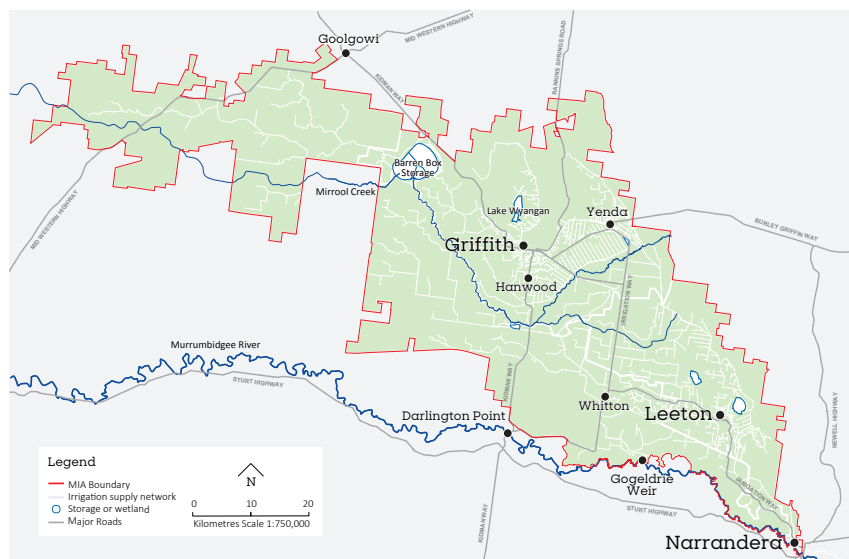 Goolgowi
MID WESTERN HIGHWAY
KIDMAN WAY
RANKINS SPRINGS ROAD
Barren Box
Storage
Mirrool Creek
MID WESTERN HIGHWAY
Lake Wyangan
Yenda
BURLEY GRIFFIN WAY
Griffith
Hanwood
IRRIGATION WAY
Murrumbidgee River
STURT HIGHWAY
KIDMAN WAY
Whitton
Leeton
NEWELL HIGHWAY
Darlington Point
Gogeldrie
Weir
IRRIGATION WAY
STURT HIGHWAY
KIDMAN WAY
Narrandera
Legend
MIA Boundary
Irrigation supply network
Storage or wetland
Major Roads
N
0 10 20
Kilometres Scale 1:750,000